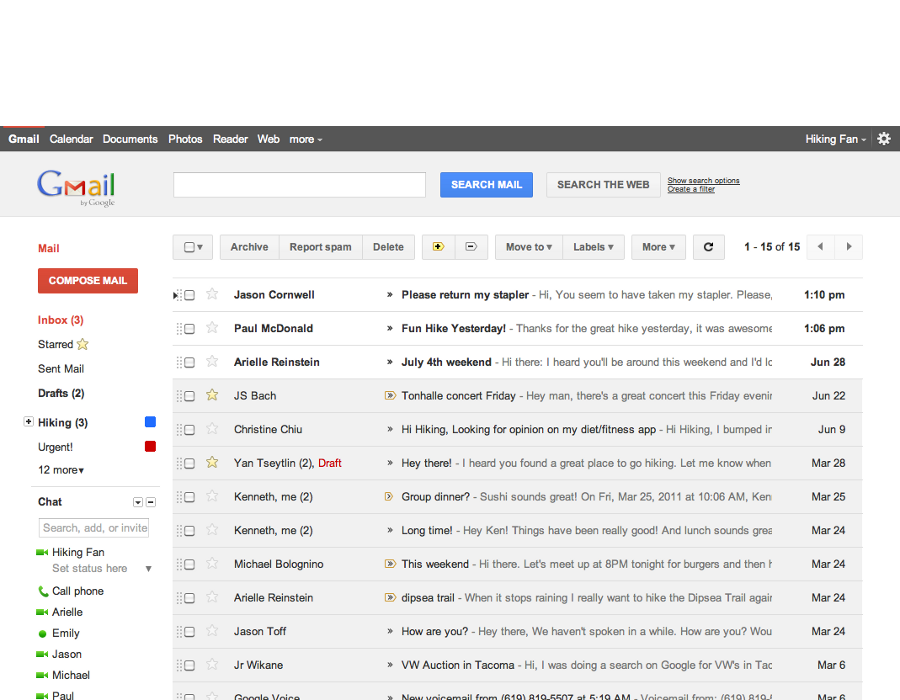 Gmail Calendar Documents Photos Reader Web more Hiking Fan
Gmail
by Google
SEARCH MAIL SEARCH THE WEB Show search options
Create a filter
Mail
Archive Report spam Delete Move to Labels More 1 - 15 of 15
COMPOSE MAIL
Inbox (3)
Starred
Sent Mail
Drafts (2)
Hiking (3)
Urgent!
12 more
Chat
Search, add, or invite
Hiking Fan
Set status here
Call phone
Arielle
Emily
Jason
Michael
Paul
Jason Cornwell » Please return my stapler - Hi, You seem to have taken my stapler. Please, 1:10 pm
Paul McDonald » Fun Hike Yesterday! - Thanks for the great hike yesterday, it was awesome 1:06 pm
Arielle Reinstein » July 4th weekend - Hi there: I heard you'll be around this weekend and I'd Jun 28
JS Bach » Tonhalle concert Friday - Hey man, there's a great concert this Friday Jun 22
Christine Chiu » Hi Hiking, Looking for opinion on my diet/fitness app - Hi Hiking, I bumped Jun 9
Yan Tseytlin (2), Draft » Hey there! - I heard you found a great place to go hiking. Let me know when Mar 28
Kenneth, me (2) » Group dinner? - Sushi sounds great! On Fri, Mar 25, 2011 at 10:06 AM, Ken Mar 25
Kenneth, me (2) » Long time! - Hey Ken! Things have been really good! And lunch sounds grea Mar 24
Michael Bolognino » This weekend - Hi there. Let's meet up at 8PM tonight for burgers and then Mar 24
Arielle Reinstein » dipsea trail - When it stops raining I really want to hike the Dipsea Trail again Mar 24
Jason Toff » How are you? - Hey there, We haven't spoken in a while. How are you? Wou Mar 24
Jr Wikane » VW Auction in Tacoma - Hi, I was doing a search on Google for VW's in Tac Mar 6
Google Voice » New voicemail from (619) 819-5507 at 5:19 AM - Voicemail from: (619) 819- Mar 6